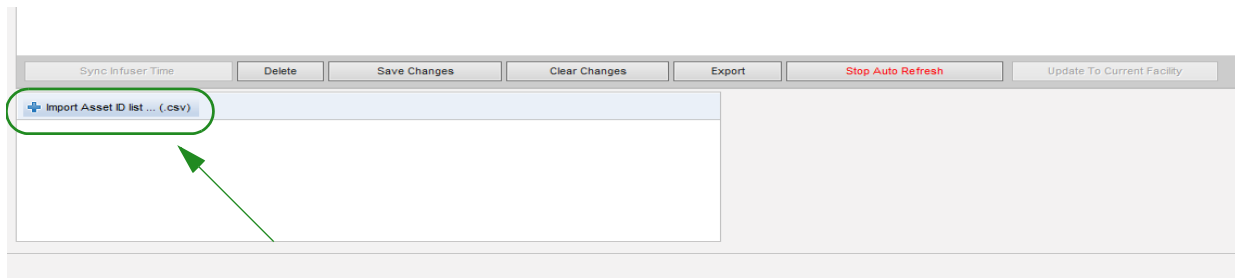 Sync Infuser Time Delete Save Changes Clear Changes Export Stop Auto Refresh Update To Current Facility
Import Asset ID list ... (.csv)